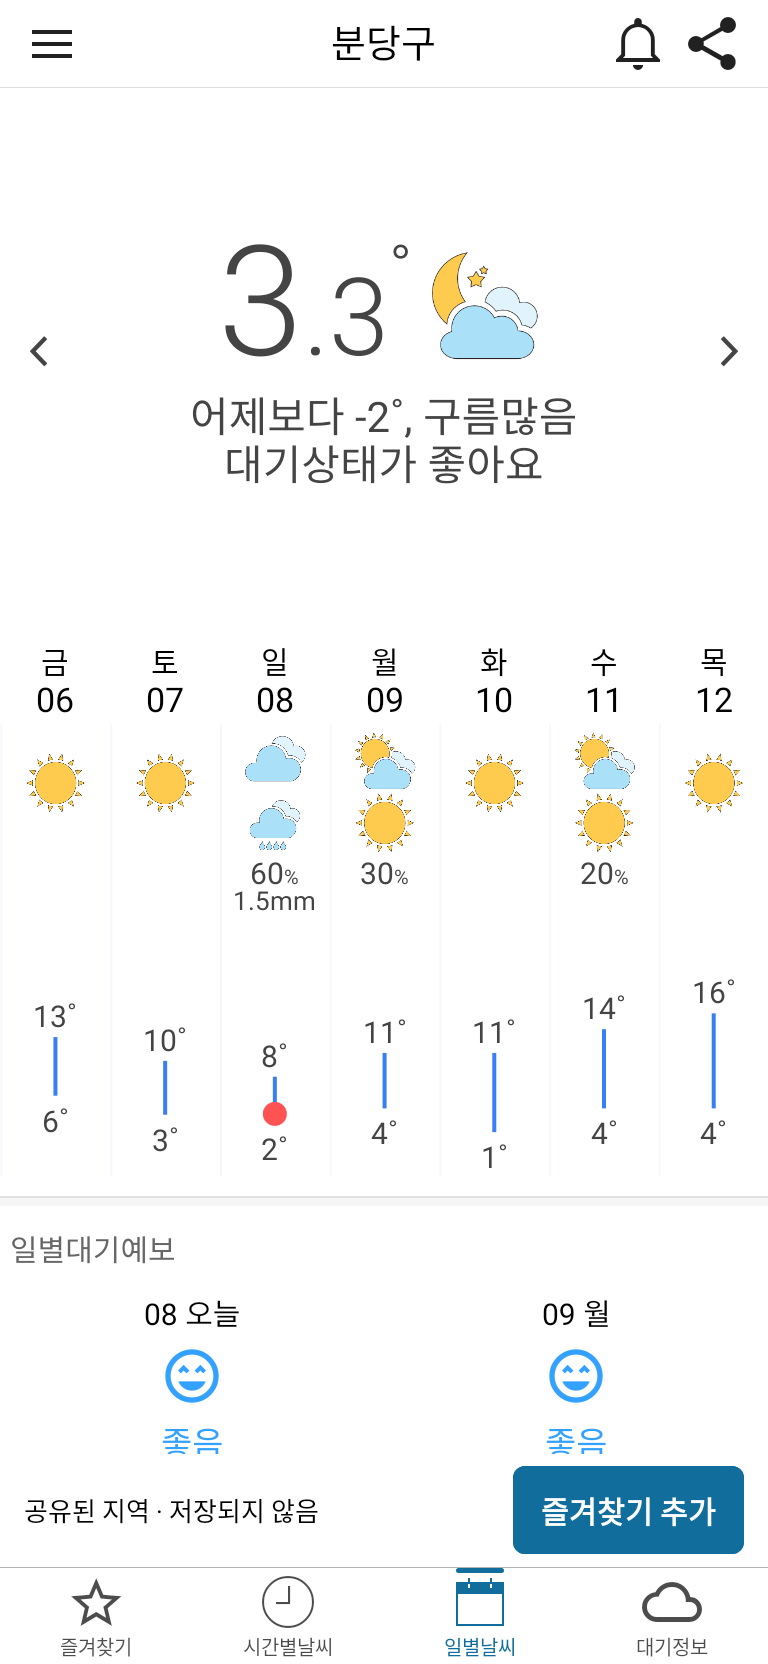 분당구
3.3°
어제보다 -2°, 구름많음
대기상태가 좋아요
금 토 일 월 화 수 목
06 07 08 09 10 11 12
60% 30% 20%
1.5mm
13° 10° 8° 11° 11° 14° 16°
6° 3° 2° 4° 1° 4° 4°
일별대기예보
08 오늘 09 월
좋음 좋음
공유된 지역 · 저장되지 않음
즐겨찾기 추가
즐겨찾기 시간별날씨 일별날씨 대기정보